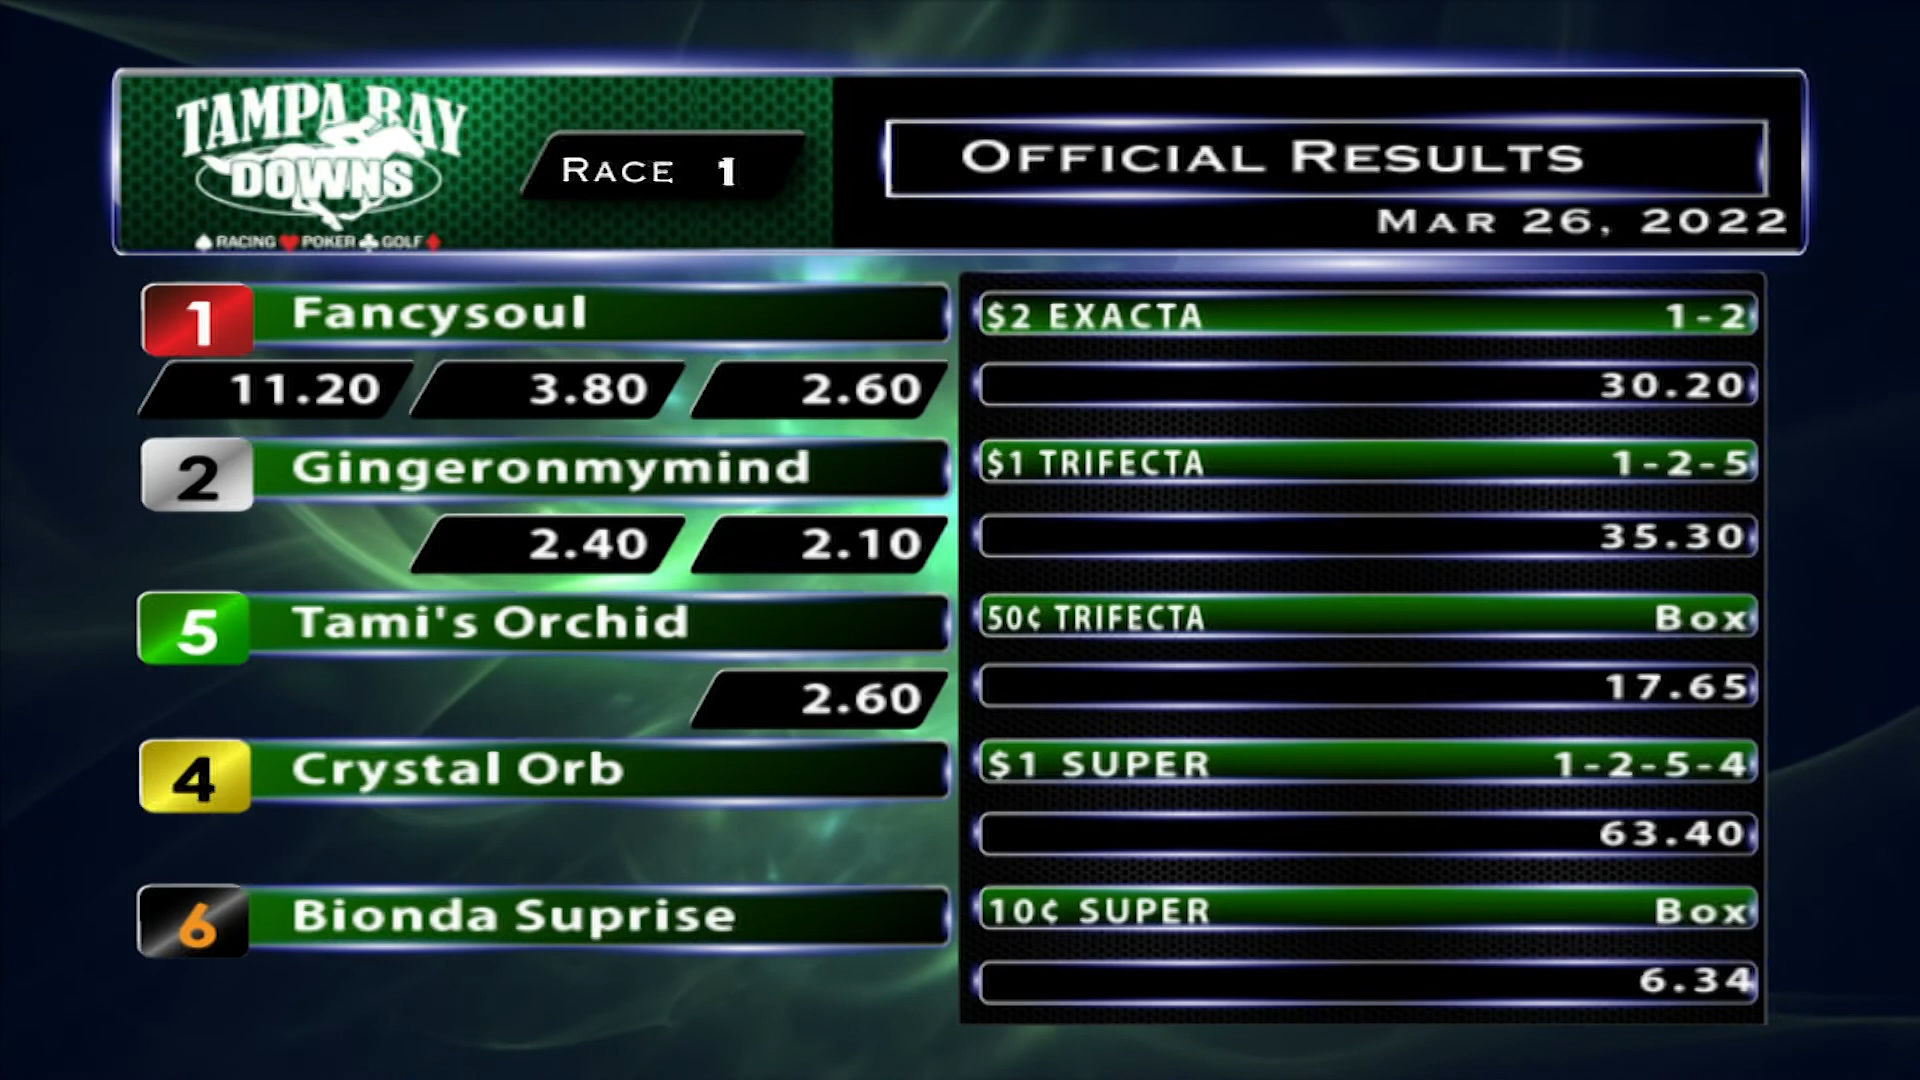 TAMPA BAY
DOWNS
RACING POKER GOLF
RACE 1
OFFICIAL RESULTS
MAR 26, 2022
1 Fancysoul
11.20 3.80 2.60
2 Gingeronmymind
2.40 2.10
5 Tami's Orchid
2.60
4 Crystal Orb
6 Bionda Suprise
$2 EXACTA 1-2
30.20
$1 TRIFECTA 1-2-5
35.30
50¢ TRIFECTA Box
17.65
$1 SUPER 1-2-5-4
63.40
10¢ SUPER Box
6.34